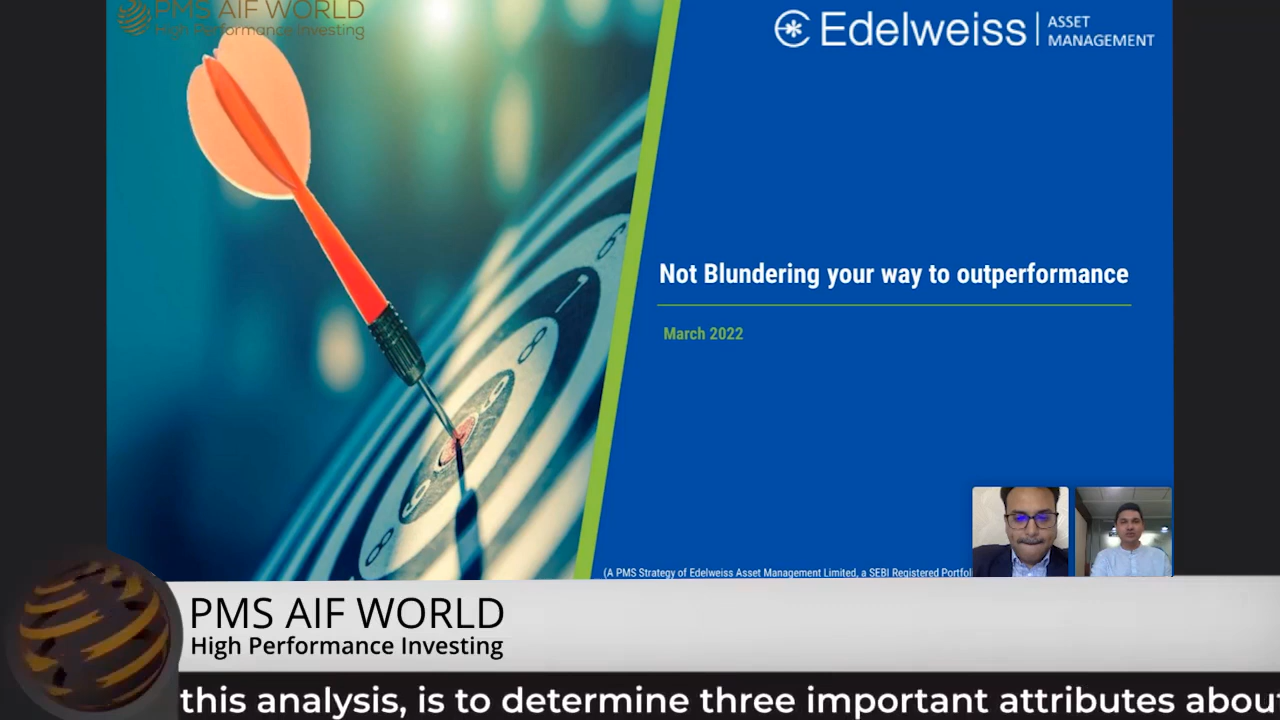 PMS AIF WORLD
High Performance Investing
Edelweiss
ASSET
MANAGEMENT
Not Blundering your way to outperformance
March 2022
(A PMS Strategy of Edelweiss Asset Management Limited, a SEBI Registered Portfol
PMS AIF WORLD
High Performance Investing
this analysis, is to determine three important attributes about